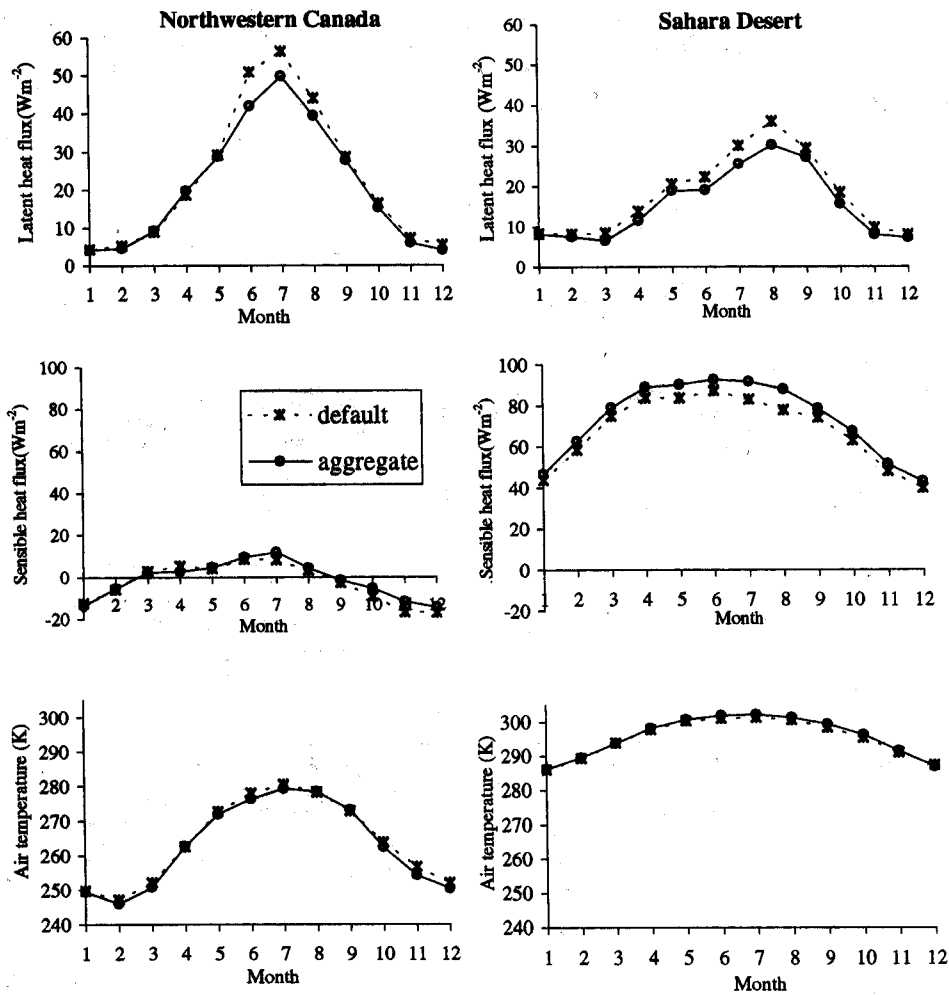 Northwestern Canada
Sahara Desert
Latent heat flux(Wm-2)
60
50
40
30
20
10
0
1 2 3 4 5 6 7 8 9 10 11 12
Month
Latent heat flux (Wm-2)
60
50
40
30
20
10
0
1 2 3 4 5 6 7 8 9 10 11 12
Month
Sensible heat flux(Wm-2)
100
80
60
40
20
0
-20
1 2 3 4 5 6 7 8 9 10 11 12
Month
default
aggregate
Sensible heat flux(Wm-2)
100
80
60
40
20
0
-20
1 2 3 4 5 6 7 8 9 10 11 12
Month
Air temperature (K)
300
290
280
270
260
250
240
1 2 3 4 5 6 7 8 9 10 11 12
Month
Air temperature (K)
300
290
280
270
260
250
240
1 2 3 4 5 6 7 8 9 10 11 12
Month